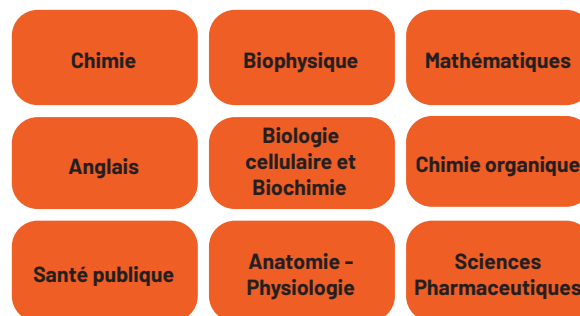 Chimie
Biophysique
Mathématiques
Anglais
Biologie
cellulaire et
Biochimie
Chimie organique
Santé publique
Anatomie -
Physiologie
Sciences
Pharmaceutiques